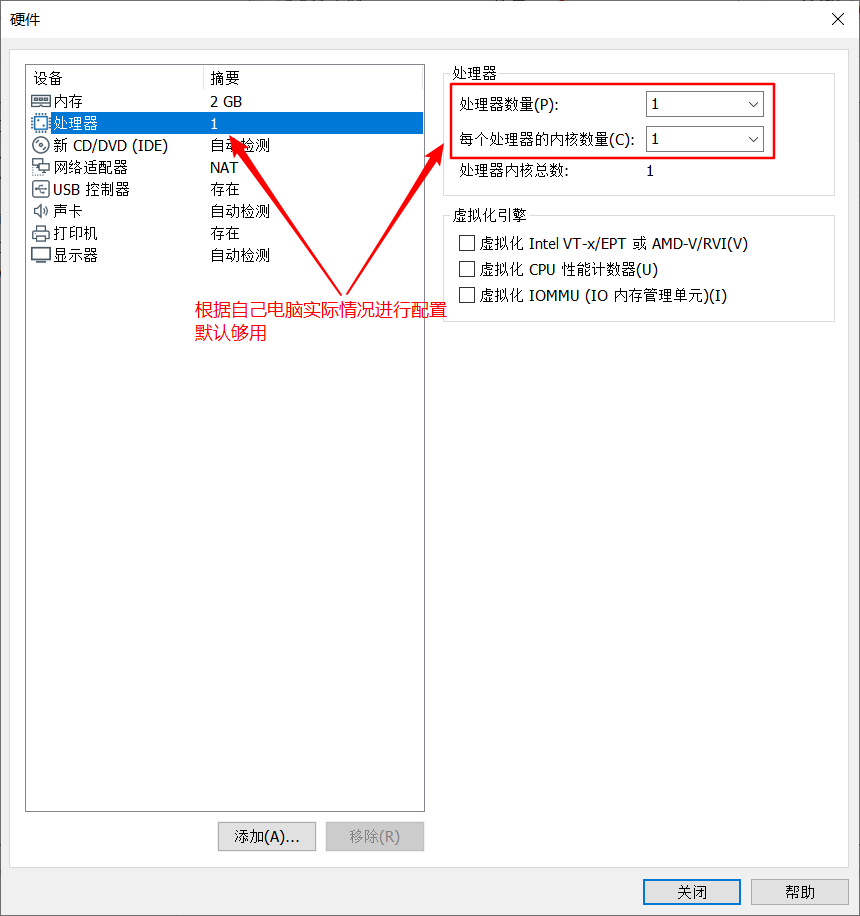 硬件
设备 摘要
内存 2 GB
处理器 1
新 CD/DVD (IDE) 自动检测
网络适配器 NAT
USB 控制器 存在
声卡 自动检测
打印机 存在
显示器 自动检测
根据自己电脑实际情况进行配置
默认够用
添加(A)... 移除(R)
处理器
处理器数量(P): 1
每个处理器的内核数量(C): 1
处理器内核总数: 1
虚拟化引擎
虚拟化 Intel VT-x/EPT 或 AMD-V/RVI(V)
虚拟化 CPU 性能计数器(U)
虚拟化 IOMMU (IO 内存管理单元)(I)
关闭 帮助